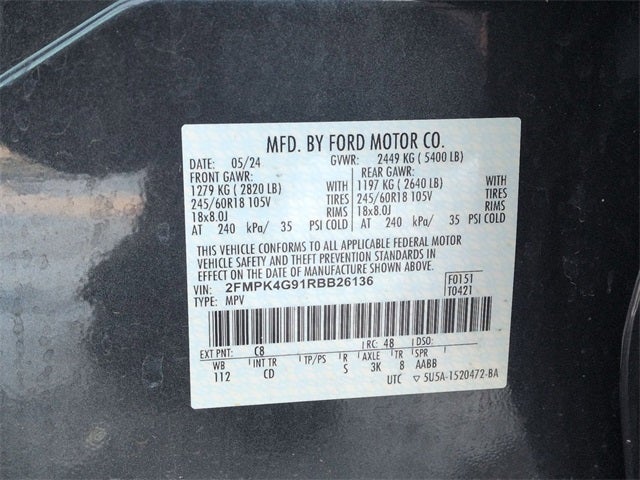 MFD. BY FORD MOTOR CO.
DATE: 05/24 GVWR: 2449 KG ( 5400 LB)
FRONT GAWR: REAR GAWR:
1279 KG ( 2820 LB) WITH 1197 KG ( 2640 LB) WITH
245/60R18 105V TIRES 245/60R18 105V TIRES
18x8.0J RIMS 18x8.0J RIMS
AT 240 kPa/ 35 PSI COLD AT 240 kPa/ 35 PSI COLD
THIS VEHICLE CONFORMS TO ALL APPLICABLE FEDERAL MOTOR
VEHICLE SAFETY AND THEFT PREVENTION STANDARDS IN
EFFECT ON THE DATE OF MANUFACTURE SHOWN ABOVE.
VIN: 2FMPK4G91RBB26136 F0151
TYPE: MPV T0421
EXT PNT: C8 RC: 48 DSO:
WB INT TR TP/PS R AXLE TR SPR
112 CD S 3K 8 AABB
UTC ▽ 5U5A-1520472-BA